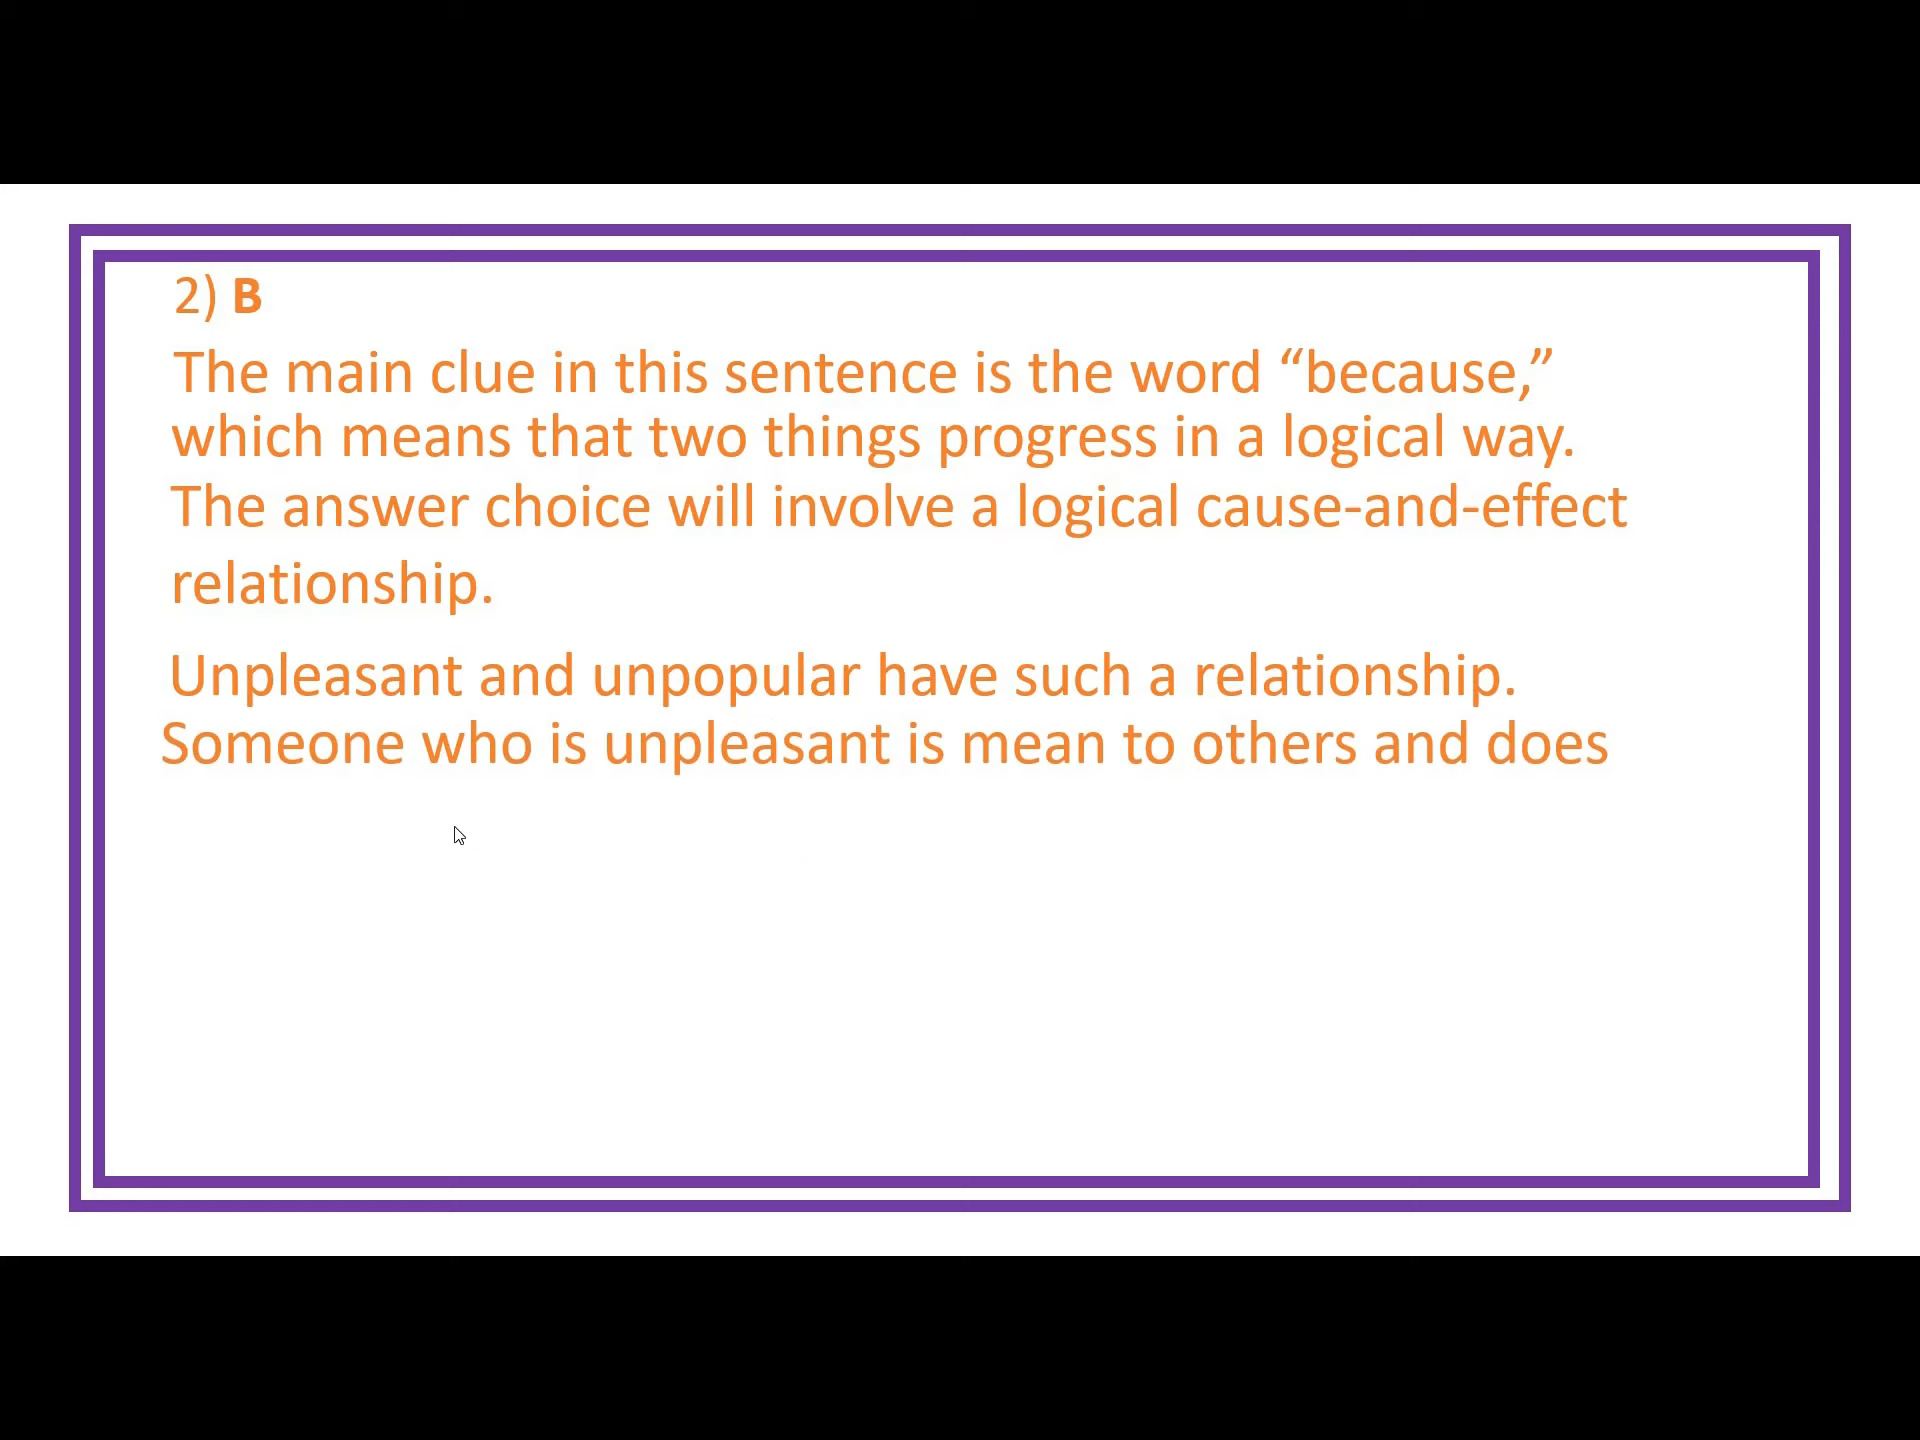 2) B
The main clue in this sentence is the word “because,”
which means that two things progress in a logical way.
The answer choice will involve a logical cause-and-effect
relationship.
Unpleasant and unpopular have such a relationship.
Someone who is unpleasant is mean to others and does